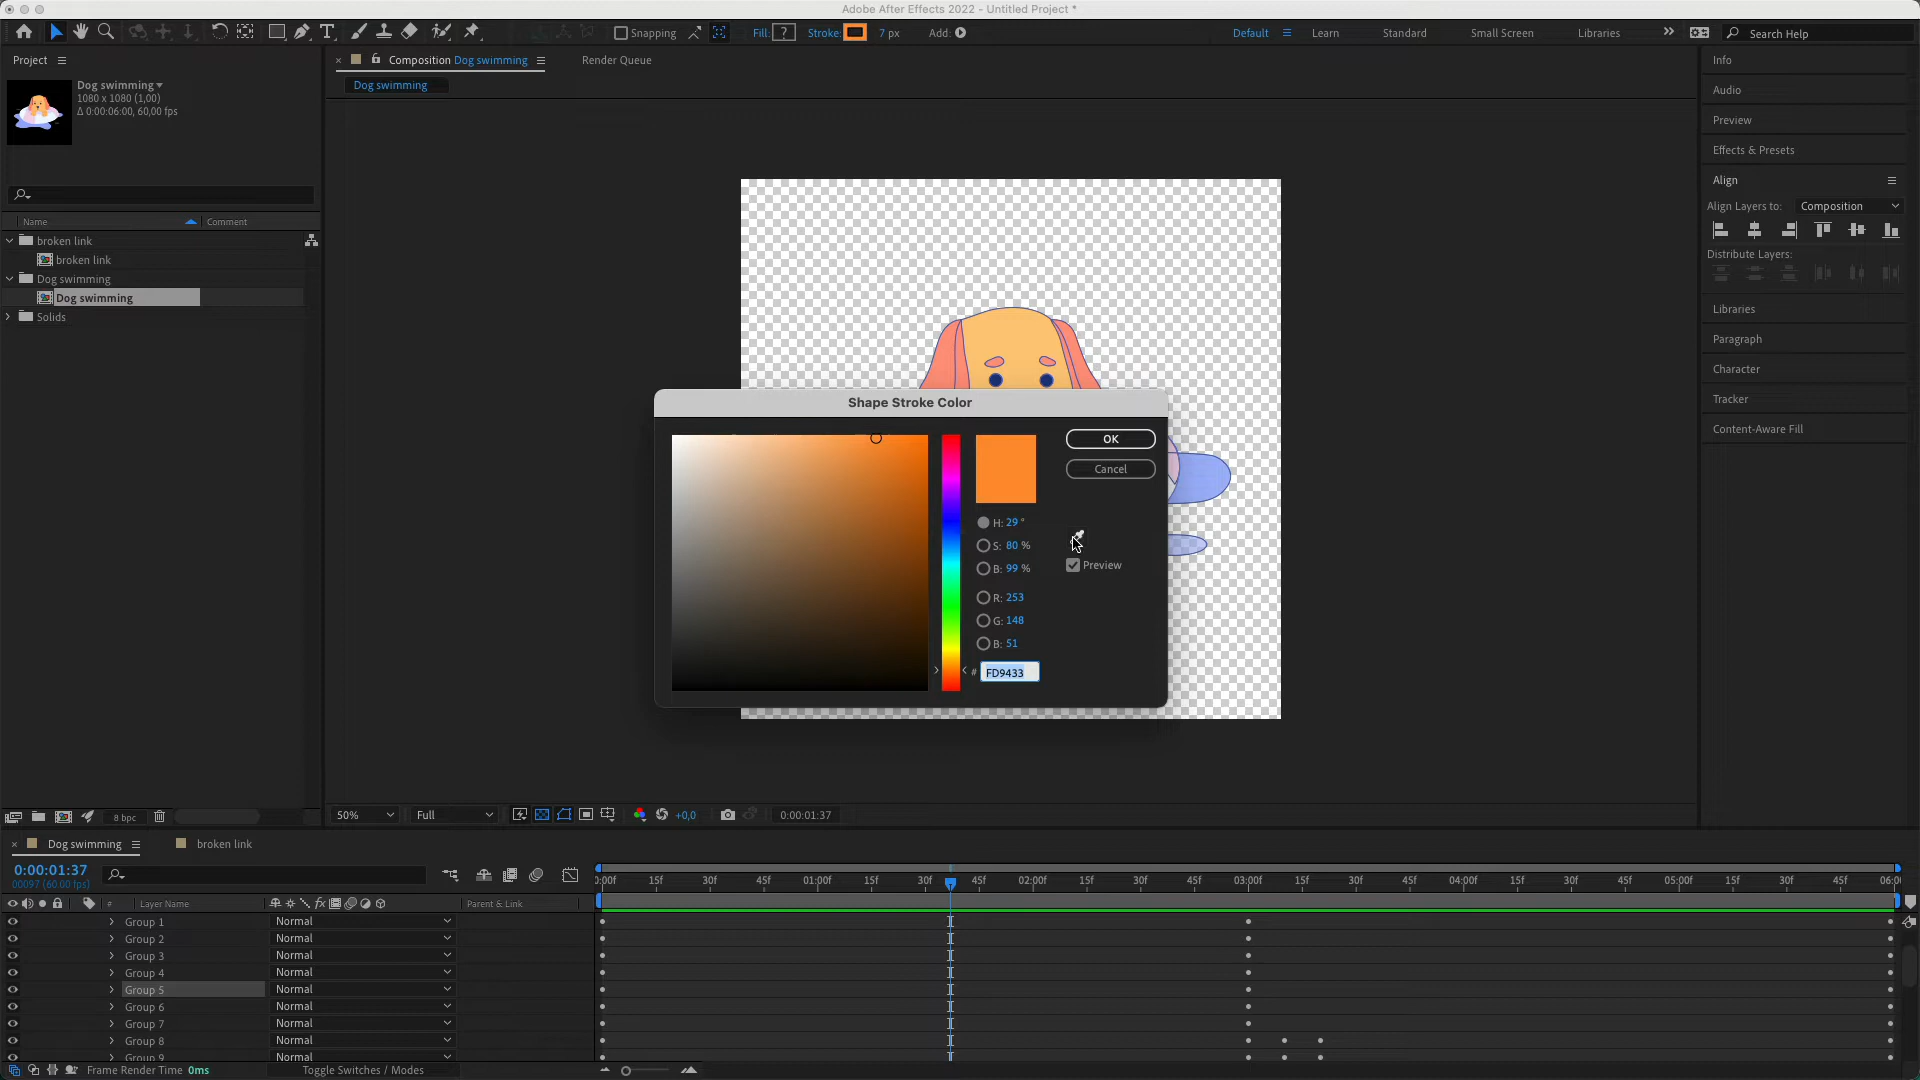 Adobe After Effects 2022 - Untitled Project *
Snapping
Fill: ?
Stroke:
7 px
Add:
Default
Learn
Standard
Small Screen
Libraries
Search Help
Project
Composition Dog swimming
Render Queue
Dog swimming
Dog swimming
1080 x 1080 (1,00)
Δ 0:00:06:00, 60,00 fps
Name
Comment
broken link
broken link
Dog swimming
Dog swimming
Solids
Info
Audio
Preview
Effects & Presets
Align
Align Layers to: Composition
Distribute Layers:
Libraries
Paragraph
Character
Tracker
Content-Aware Fill
Shape Stroke Color
OK
Cancel
H: 29 °
S: 80 %
B: 99 %
Preview
R: 253
G: 148
B: 51
# FD9433
8 bpc
50%
Full
+0,0
0:00:01:37
Dog swimming
broken link
0:00:01:37
00097 (60.00 fps)
:00f 15f 30f 45f 01:00f 15f 30f 45f 02:00f 15f 30f 45f 03:00f 15f 30f 45f 04:00f 15f 30f 45f 05:00f 15f 30f 45f 06:0
# Layer Name
fx
Parent & Link
Group 1 Normal
Group 2 Normal
Group 3 Normal
Group 4 Normal
Group 5 Normal
Group 6 Normal
Group 7 Normal
Group 8 Normal
Group 9 Normal
Frame Render Time 0ms
Toggle Switches / Modes